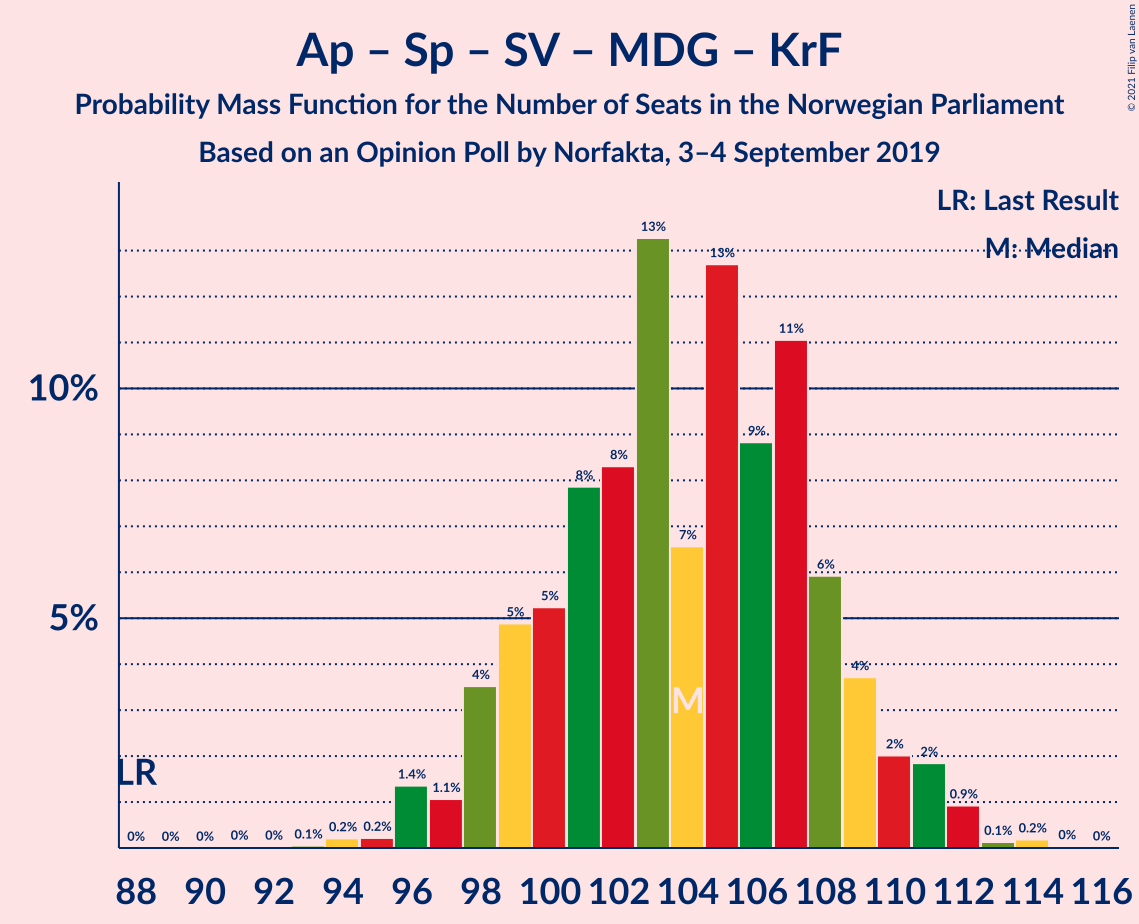 Ap – Sp – SV – MDG – KrF
Probability Mass Function for the Number of Seats in the Norwegian Parliament
Based on an Opinion Poll by Norfakta, 3–4 September 2019
© 2021 Filip van Laenen
LR: Last Result
M: Median
10%
5%
0% 0% 0% 0% 0% 0.1% 0.2% 0.2% 1.4% 1.1% 4% 5% 5% 8% 8% 13% 7% 13% 9% 11% 6% 4% 2% 2% 0.9% 0.1% 0.2% 0% 0%
LR
M
88 90 92 94 96 98 100 102 104 106 108 110 112 114 116